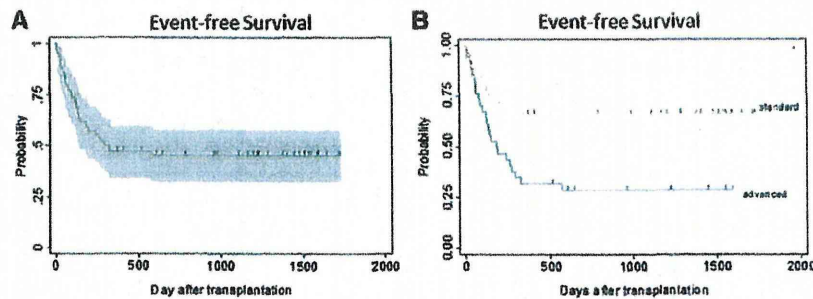 A
Event-free Survival
Probability
1
.75
.5
.25
0
0
500
1000
1500
2000
Day after transplantation
B
Event-free Survival
Probability
1.00
0.75
0.50
0.25
0.00
0
500
1000
1500
2000
Days after transplantation
standard
advanced